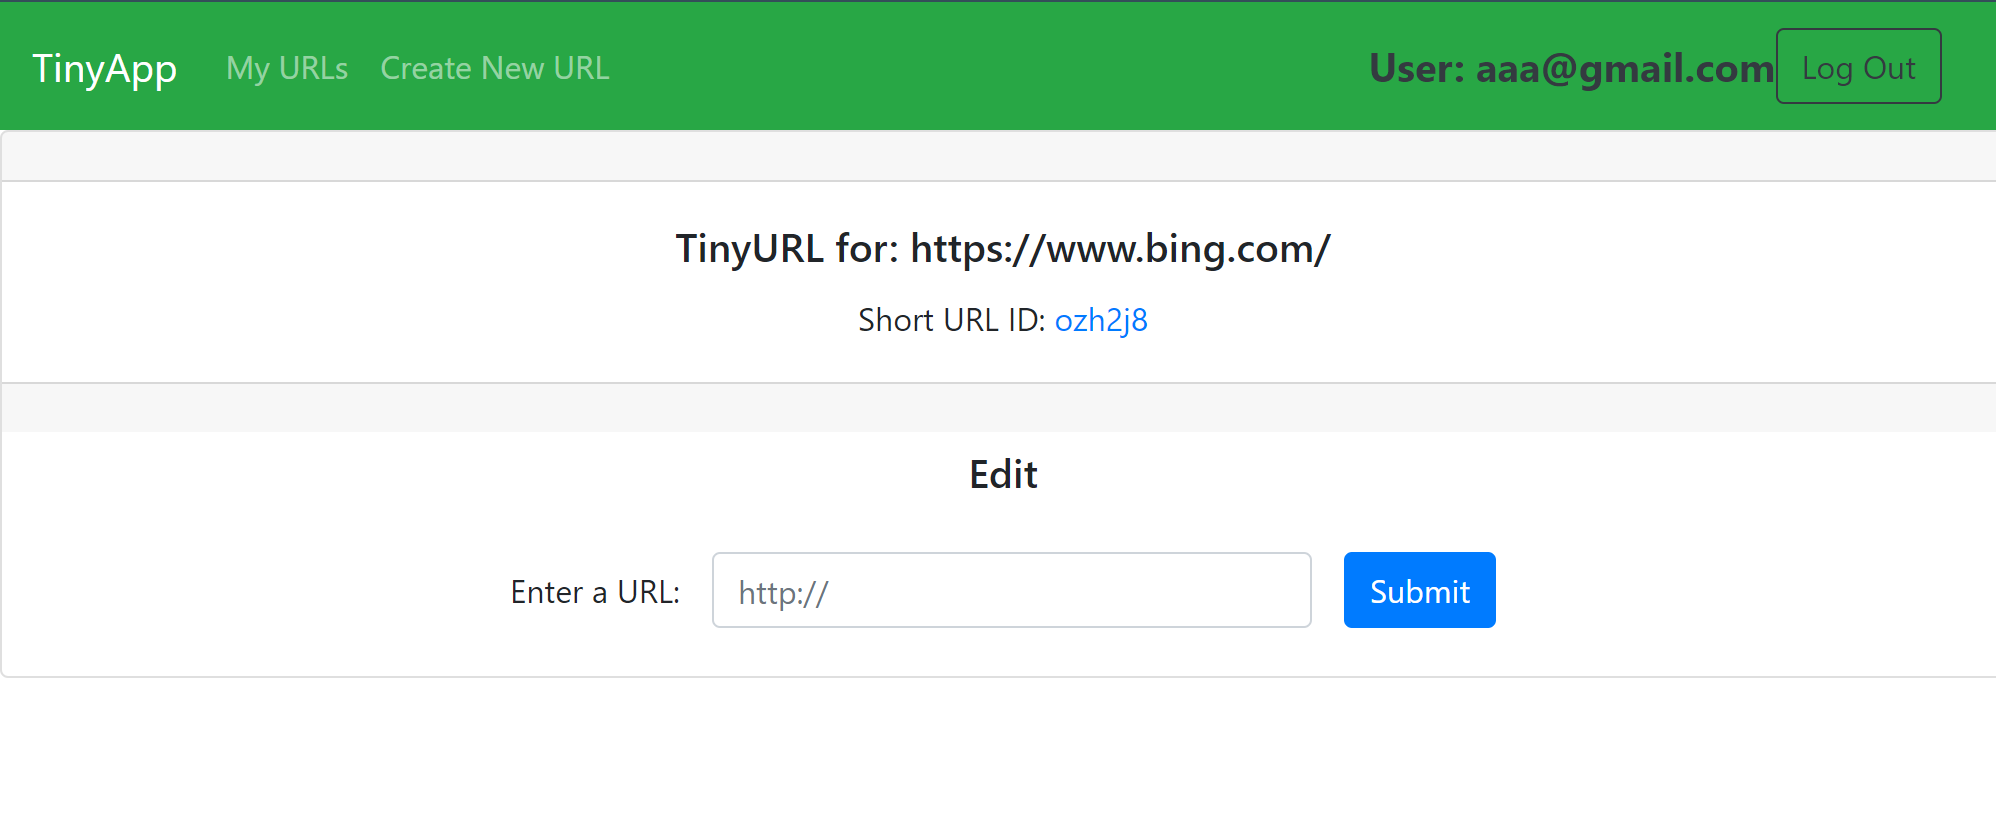 TinyApp My URLs Create New URL User: aaa@gmail.com Log Out
TinyURL for: https://www.bing.com/
Short URL ID: ozh2j8
Edit
Enter a URL: http:// Submit